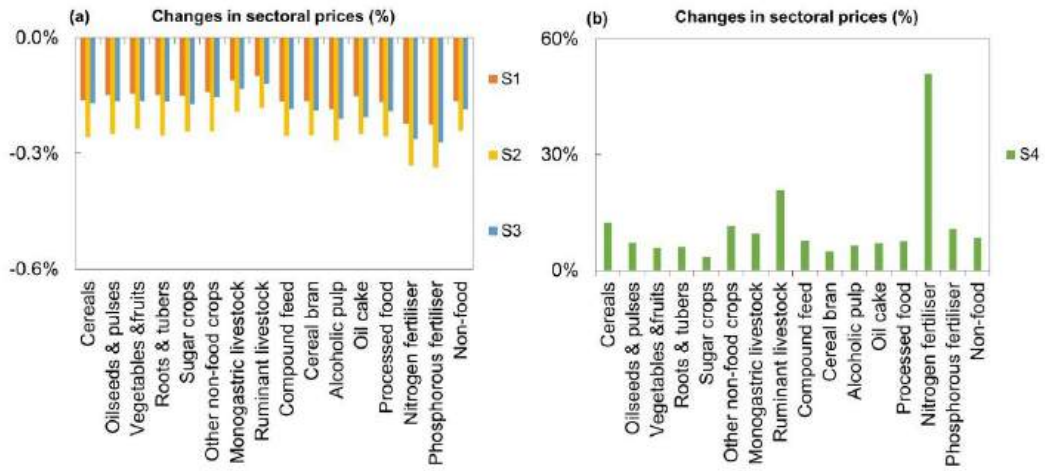 (a) Changes in sectoral prices (%)
0.0%
-0.3%
-0.6%
S1
S2
S3
Cereals
Oilseeds & pulses
Vegetables &fruits
Roots & tubers
Sugar crops
Other non-food crops
Monogastric livestock
Ruminant livestock
Compound feed
Cereal bran
Alcoholic pulp
Oil cake
Processed food
Nitrogen fertiliser
Phosphorous fertiliser
Non-food
(b) Changes in sectoral prices (%)
60%
30%
0%
S4
Cereals
Oilseeds & pulses
Vegetables &fruits
Roots & tubers
Sugar crops
Other non-food crops
Monogastric livestock
Ruminant livestock
Compound feed
Cereal bran
Alcoholic pulp
Oil cake
Processed food
Nitrogen fertiliser
Phosphorous fertiliser
Non-food